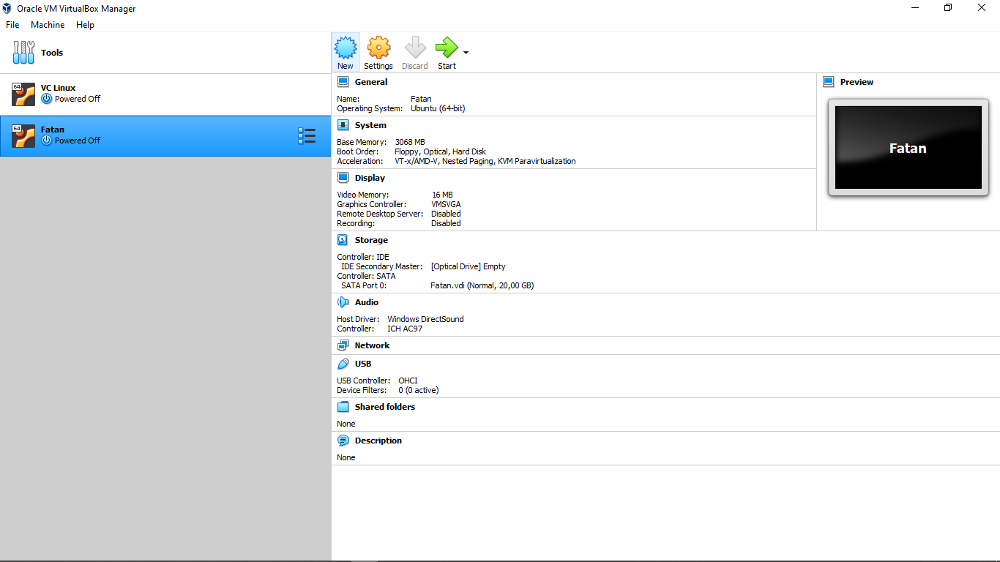 Oracle VM VirtualBox Manager
File Machine Help
Tools
New Settings Discard Start
64 VC Linux
Powered Off
64 Fatan
Powered Off
General
Name: Fatan
Operating System: Ubuntu (64-bit)
System
Base Memory: 3068 MB
Boot Order: Floppy, Optical, Hard Disk
Acceleration: VT-x/AMD-V, Nested Paging, KVM Paravirtualization
Display
Video Memory: 16 MB
Graphics Controller: VMSVGA
Remote Desktop Server: Disabled
Recording: Disabled
Storage
Controller: IDE
IDE Secondary Master: [Optical Drive] Empty
Controller: SATA
SATA Port 0: Fatan.vdi (Normal, 20,00 GB)
Audio
Host Driver: Windows DirectSound
Controller: ICH AC97
Network
USB
USB Controller: OHCI
Device Filters: 0 (0 active)
Shared folders
None
Description
None
Preview
Fatan